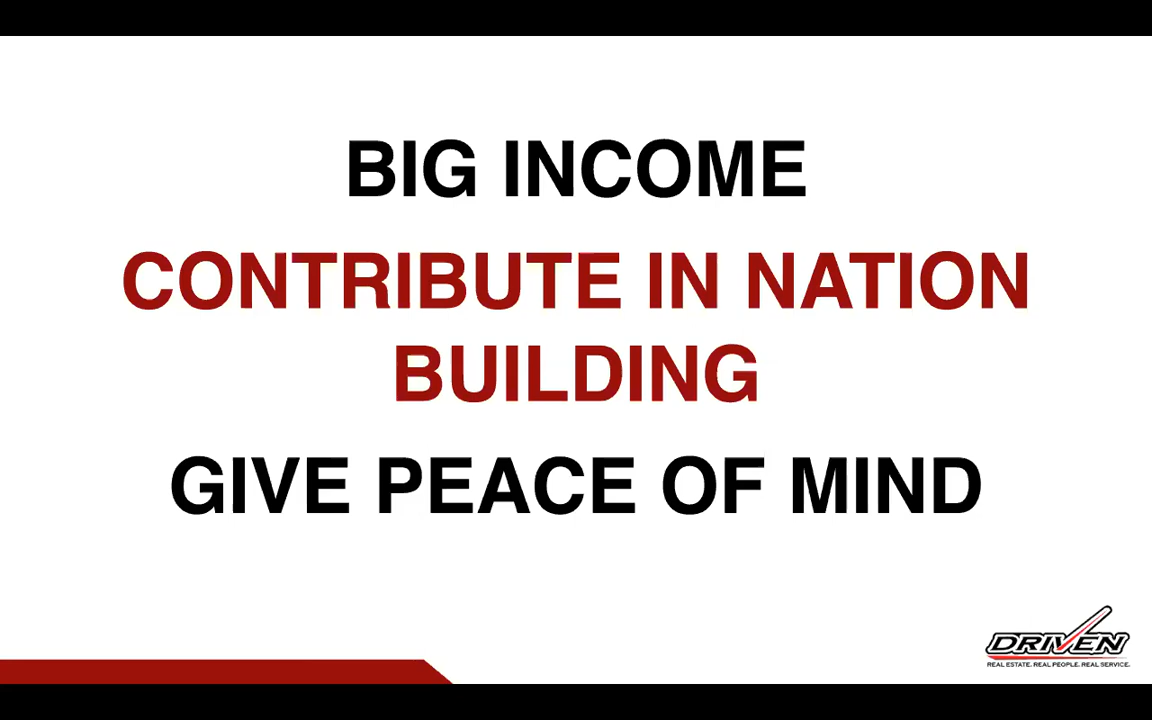 BIG INCOME
CONTRIBUTE IN NATION
BUILDING
GIVE PEACE OF MIND
DRIVEN
REAL ESTATE. REAL PEOPLE. REAL SERVICE.